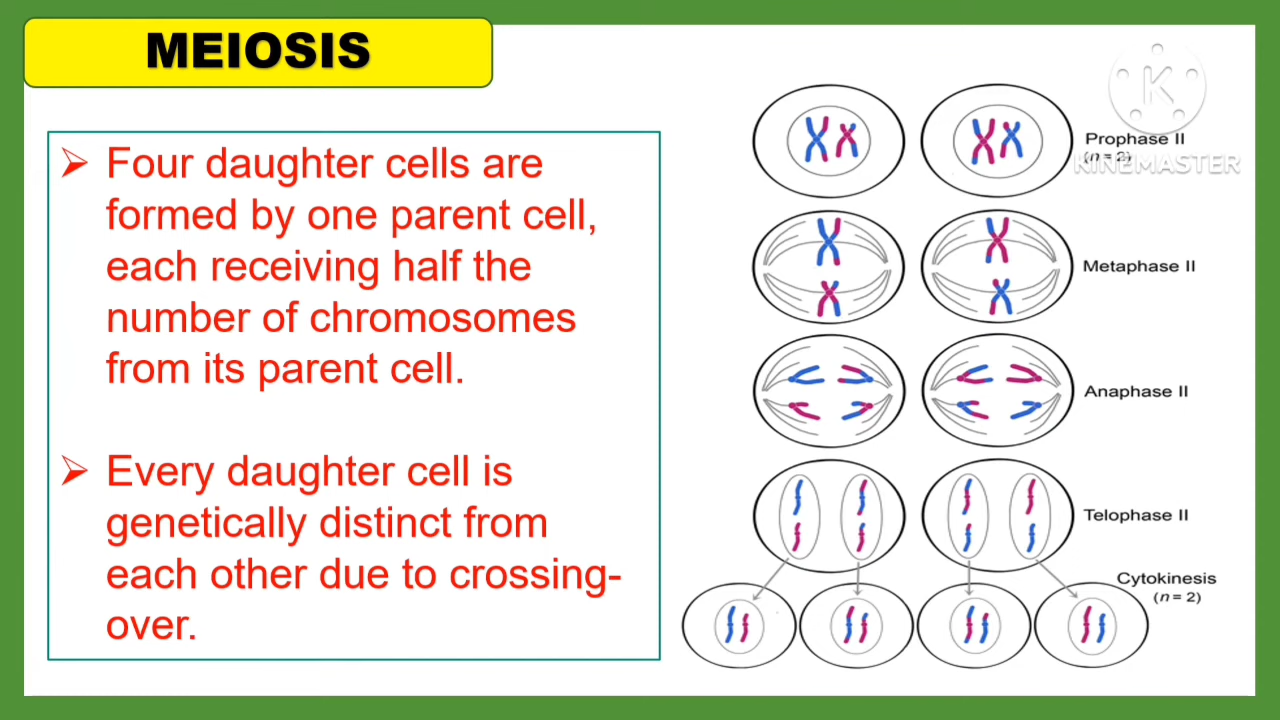 MEIOSIS
➢ Four daughter cells are
formed by one parent cell,
each receiving half the
number of chromosomes
from its parent cell.
➢ Every daughter cell is
genetically distinct from
each other due to crossing-
over.
K
Prophase II
(n = 2)
KINEMASTER
Metaphase II
Anaphase II
Telophase II
Cytokinesis
(n = 2)